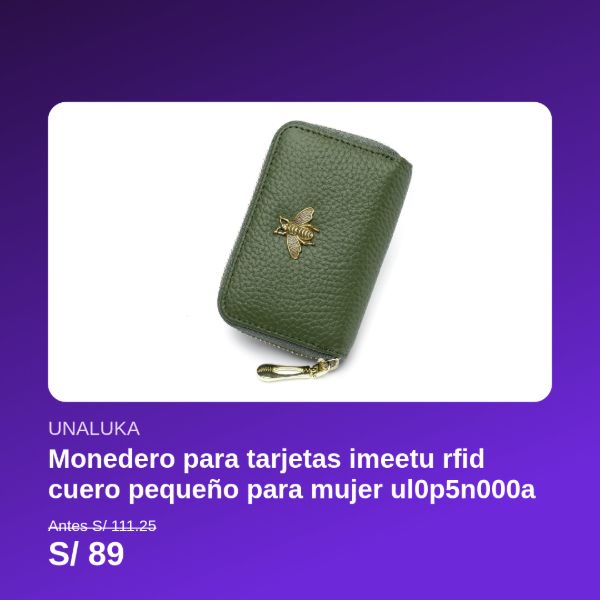 UNALUKA
Monedero para tarjetas imeetu rfid
cuero pequeño para mujer ul0p5n000a
Antes S/ 111.25
S/ 89